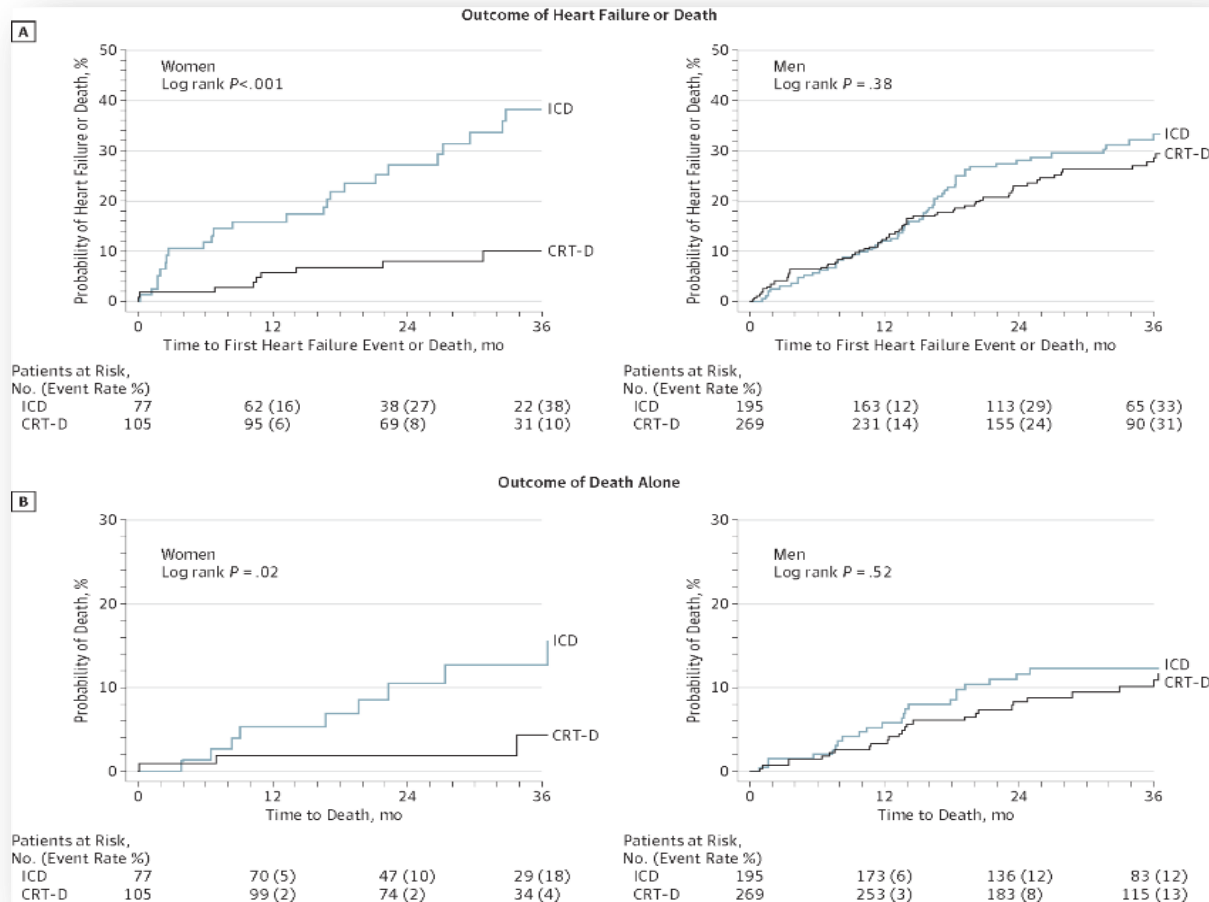 Outcome of Heart Failure or Death
A
Women
Log rank P<.001
Probability of Heart Failure or Death, %
50
40
30
20
10
0
ICD
CRT-D
0 12 24 36
Time to First Heart Failure Event or Death, mo
Patients at Risk,
No. (Event Rate %)
ICD 77 62 (16) 38 (27) 22 (38)
CRT-D 105 95 (6) 69 (8) 31 (10)
Men
Log rank P = .38
Probability of Heart Failure or Death, %
50
40
30
20
10
0
ICD
CRT-D
0 12 24 36
Time to First Heart Failure Event or Death, mo
Patients at Risk,
No. (Event Rate %)
ICD 195 163 (12) 113 (29) 65 (33)
CRT-D 269 231 (14) 155 (24) 90 (31)
Outcome of Death Alone
B
Women
Log rank P = .02
Probability of Death, %
30
20
10
0
ICD
CRT-D
0 12 24 36
Time to Death, mo
Patients at Risk,
No. (Event Rate %)
ICD 77 70 (5) 47 (10) 29 (18)
CRT-D 105 99 (2) 74 (2) 34 (4)
Men
Log rank P = .52
Probability of Death, %
30
20
10
0
ICD
CRT-D
0 12 24 36
Time to Death, mo
Patients at Risk,
No. (Event Rate %)
ICD 195 173 (6) 136 (12) 83 (12)
CRT-D 269 253 (3) 183 (8) 115 (13)